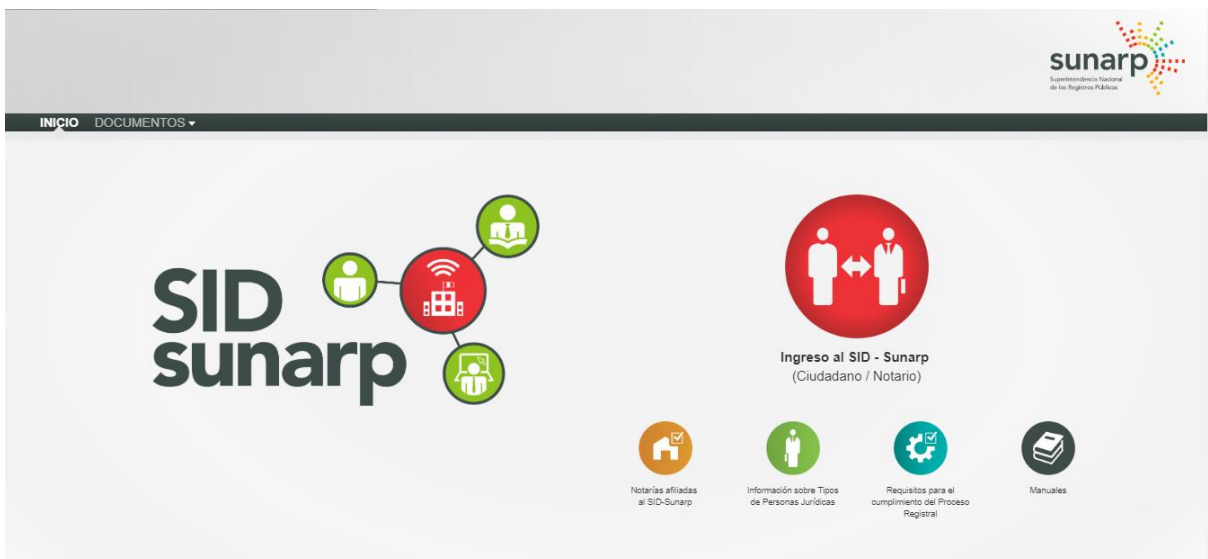 sunarp
Superintendencia Nacional
de los Registros Públicos
INICIO DOCUMENTOS
SID
sunarp
Ingreso al SID - Sunarp
(Ciudadano / Notario)
Notarías afiliadas
al SID-Sunarp
Información sobre Tipos
de Personas Jurídicas
Requisitos para el
cumplimiento del Proceso
Registral
Manuales